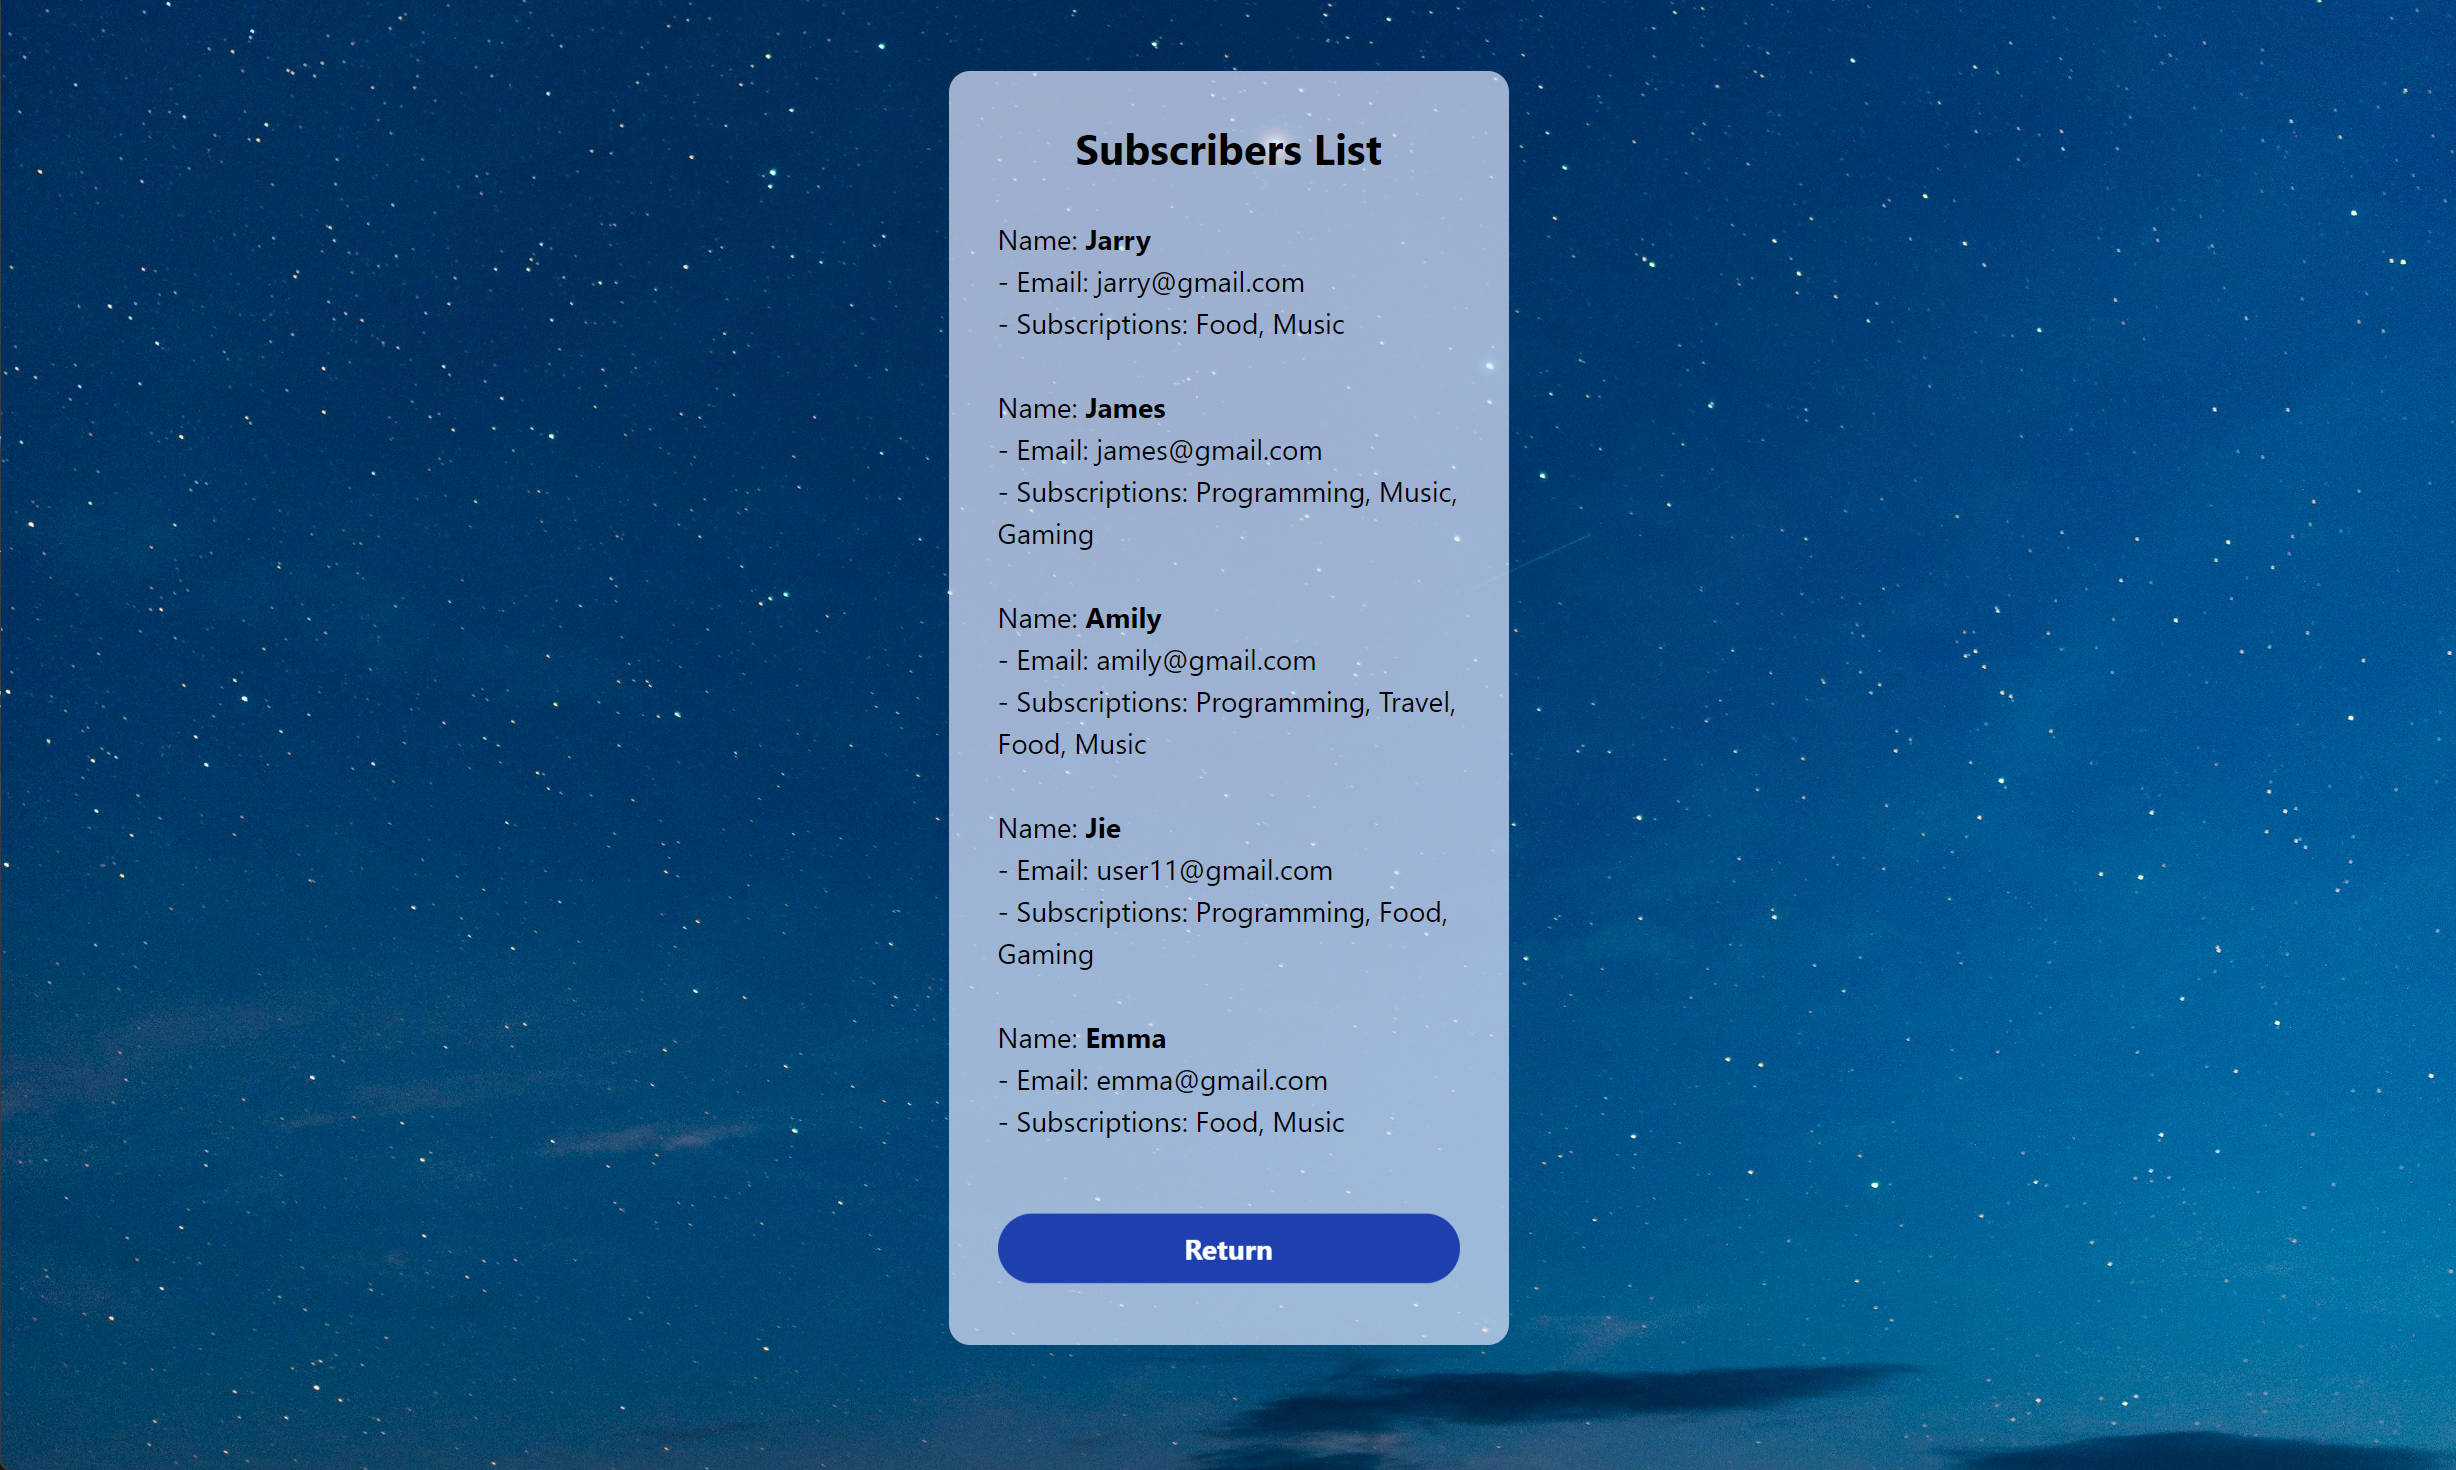 Subscribers List
Name: Jarry
- Email: jarry@gmail.com
- Subscriptions: Food, Music
Name: James
- Email: james@gmail.com
- Subscriptions: Programming, Music,
Gaming
Name: Amily
- Email: amily@gmail.com
- Subscriptions: Programming, Travel,
Food, Music
Name: Jie
- Email: user11@gmail.com
- Subscriptions: Programming, Food,
Gaming
Name: Emma
- Email: emma@gmail.com
- Subscriptions: Food, Music
Return